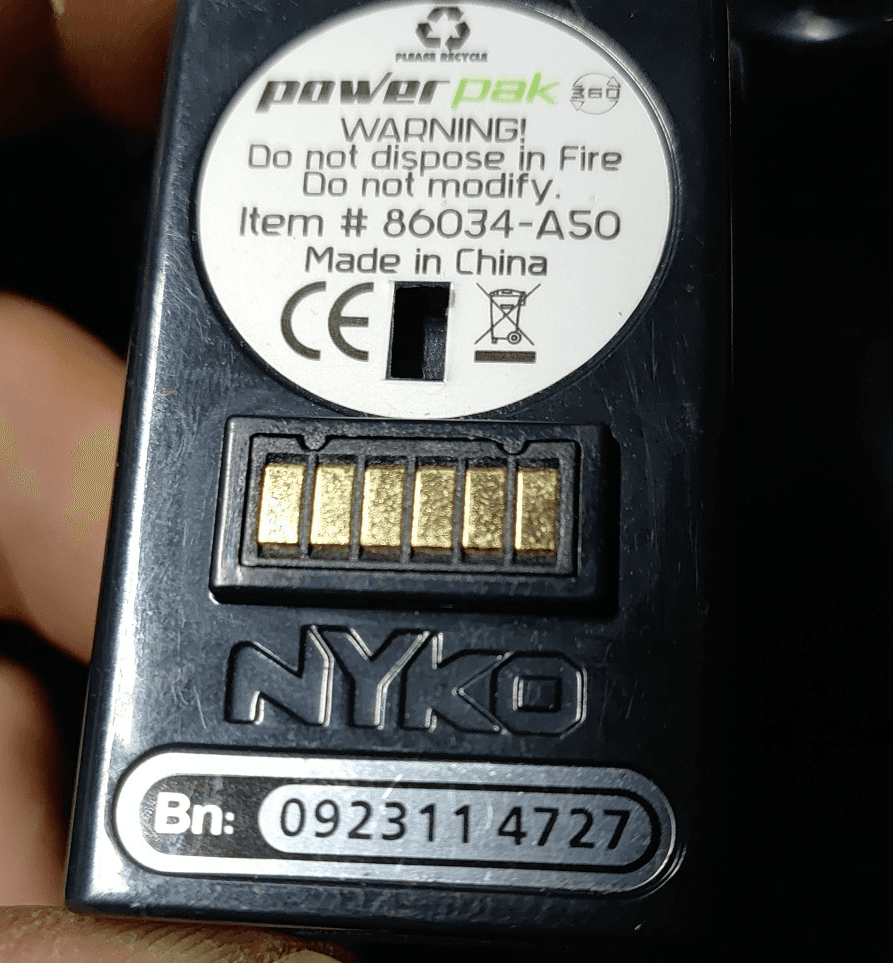 PLEASE RECYCLE
powerpak 360
WARNING!
Do not dispose in Fire
Do not modify.
Item # 86034-A50
Made in China
CE
NYKO
Bn: 092311 4727